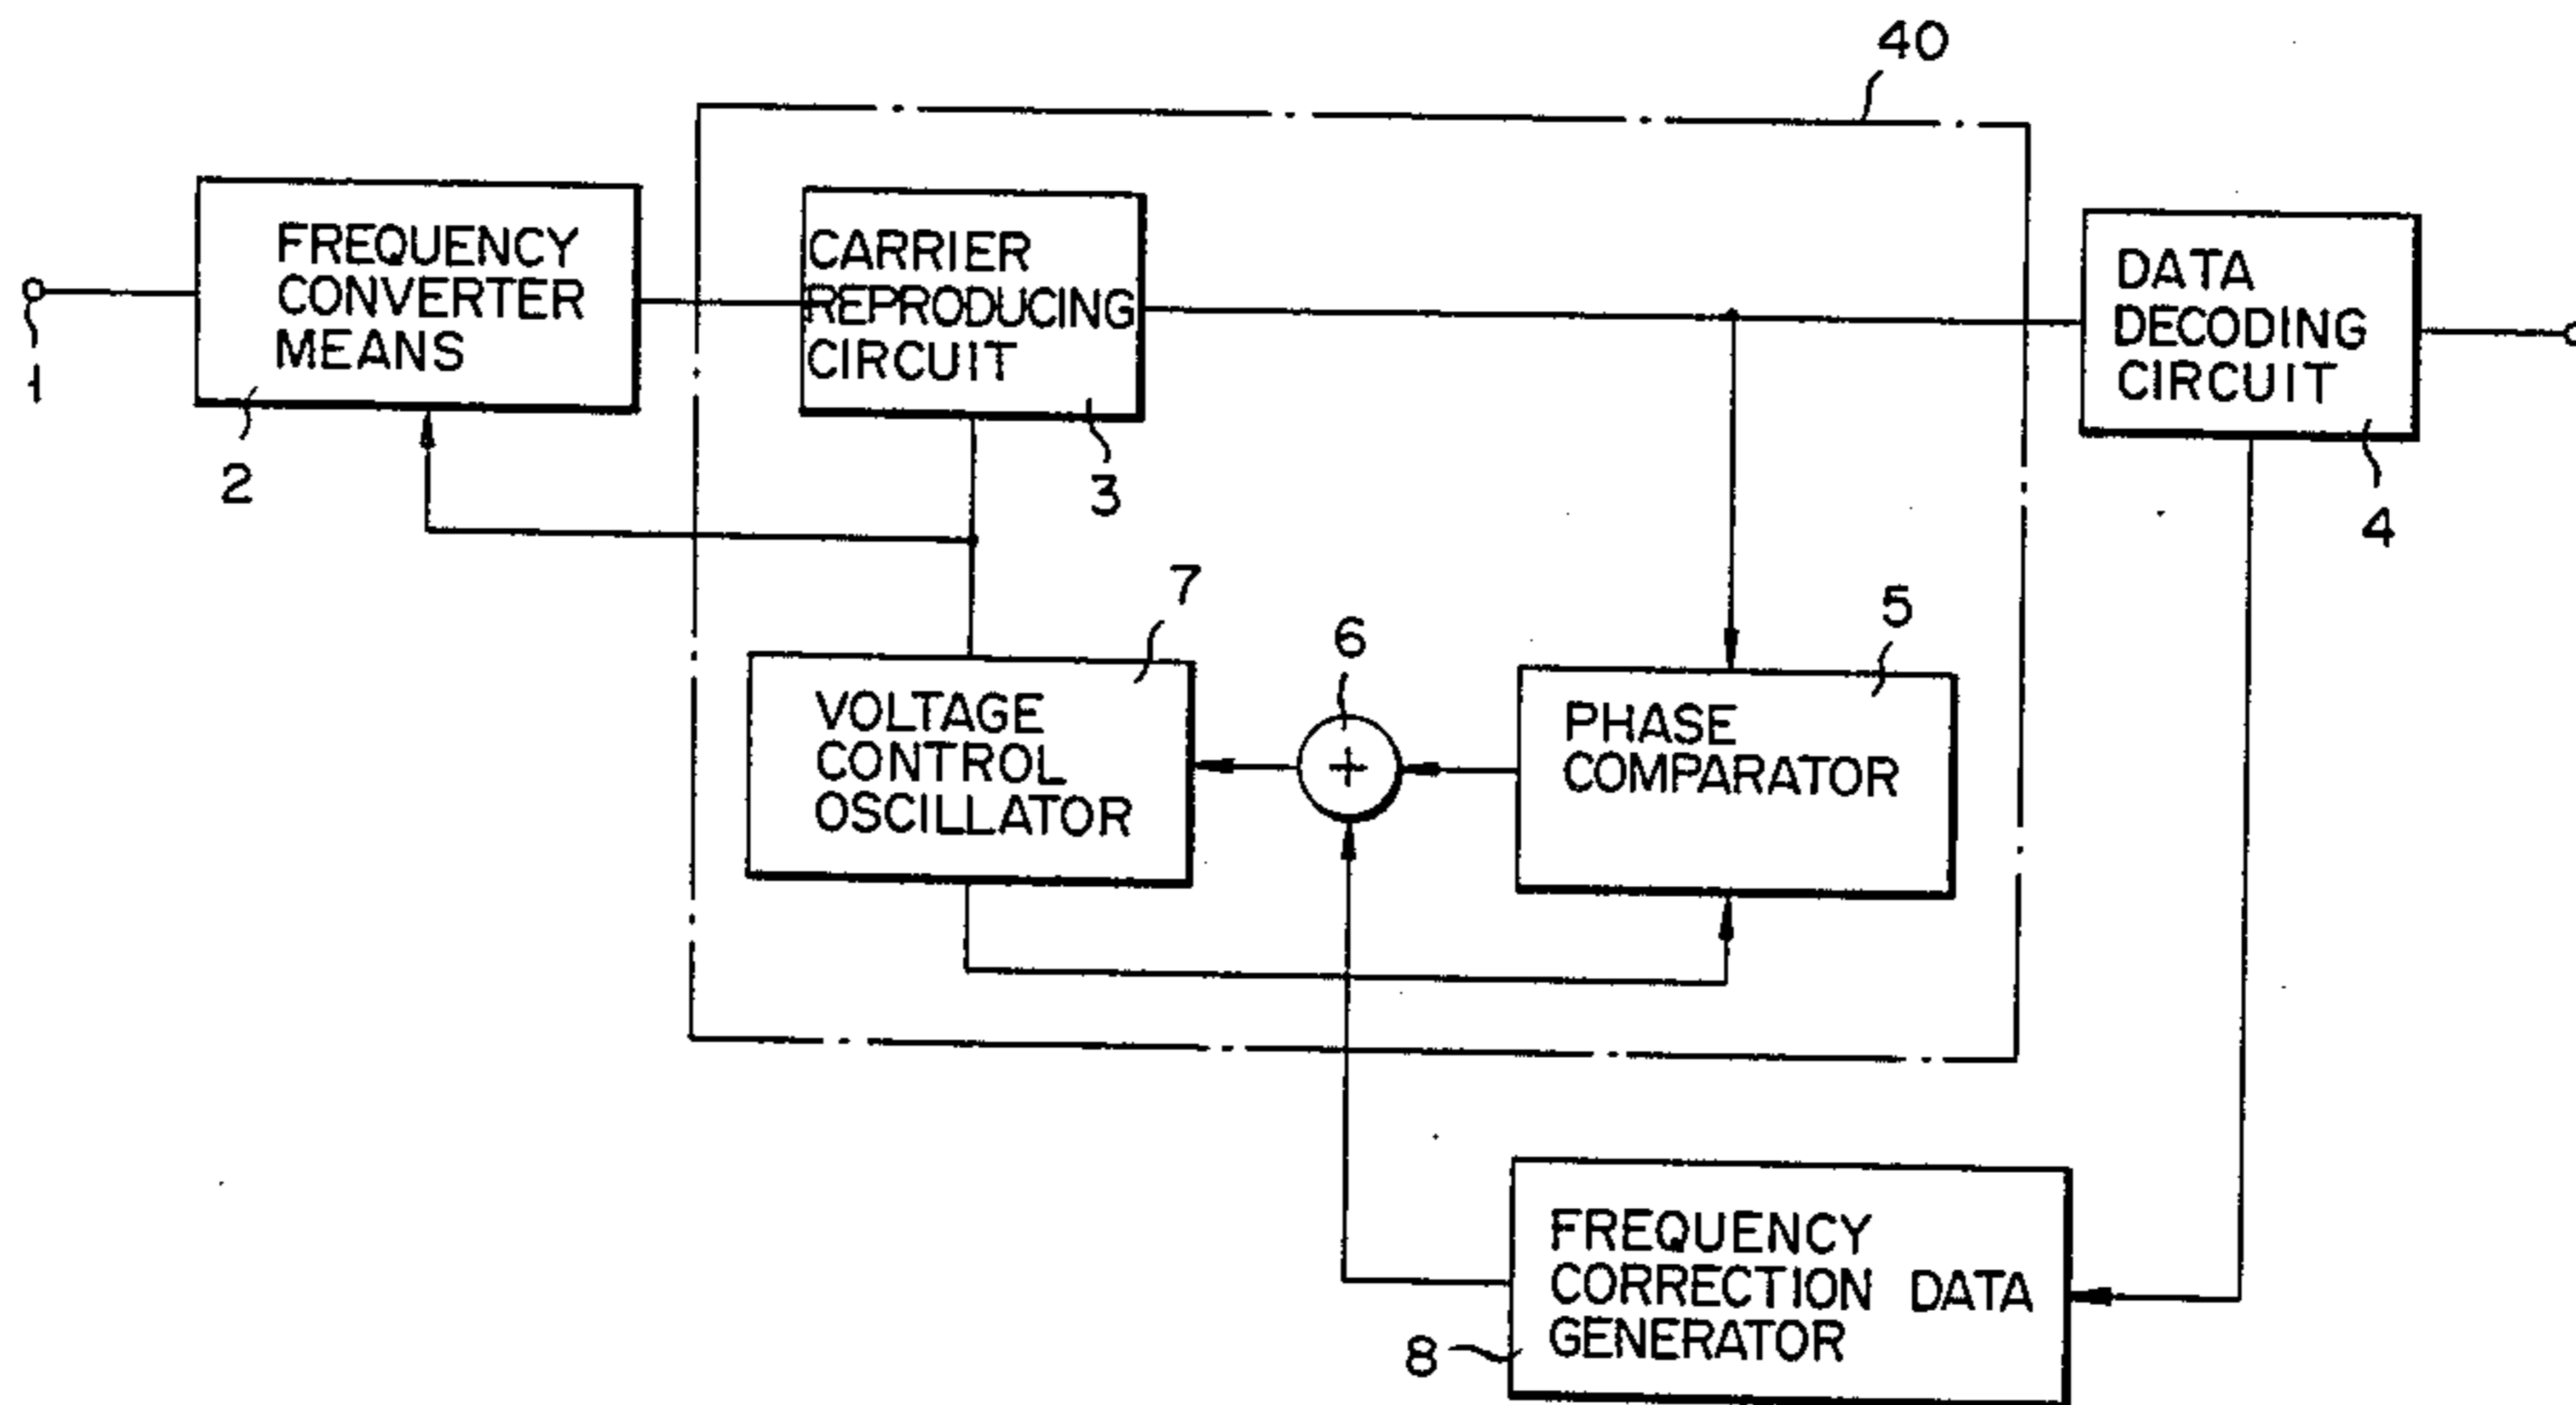 40
FREQUENCY
CONVERTER
MEANS
CARRIER
REPRODUCING
CIRCUIT
DATA
DECODING
CIRCUIT
1
2
3
4
7
6
5
VOLTAGE
CONTROL
OSCILLATOR
+
PHASE
COMPARATOR
FREQUENCY
CORRECTION DATA
GENERATOR
8